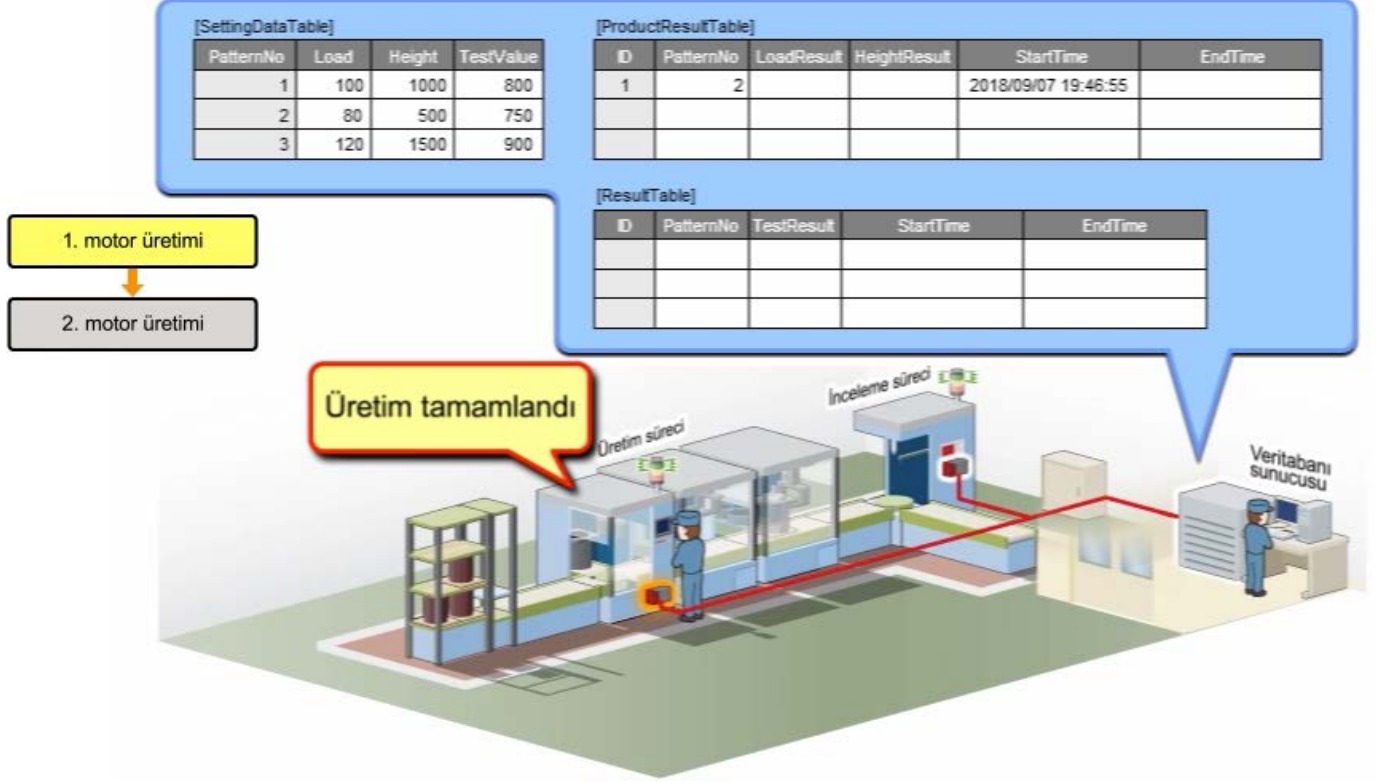 [SettingDataTable]
PatternNo Load Height TestValue
1 100 1000 800
2 80 500 750
3 120 1500 900
[ProductResultTable]
ID PatternNo LoadResult HeightResult StartTime EndTime
1 2 2018/09/07 19:46:55
[ResultTable]
ID PatternNo TestResult StartTime EndTime
1. motor üretimi
2. motor üretimi
Üretim tamamlandı
Üretim süreci
İnceleme süreci
Veritabanı
sunucusu